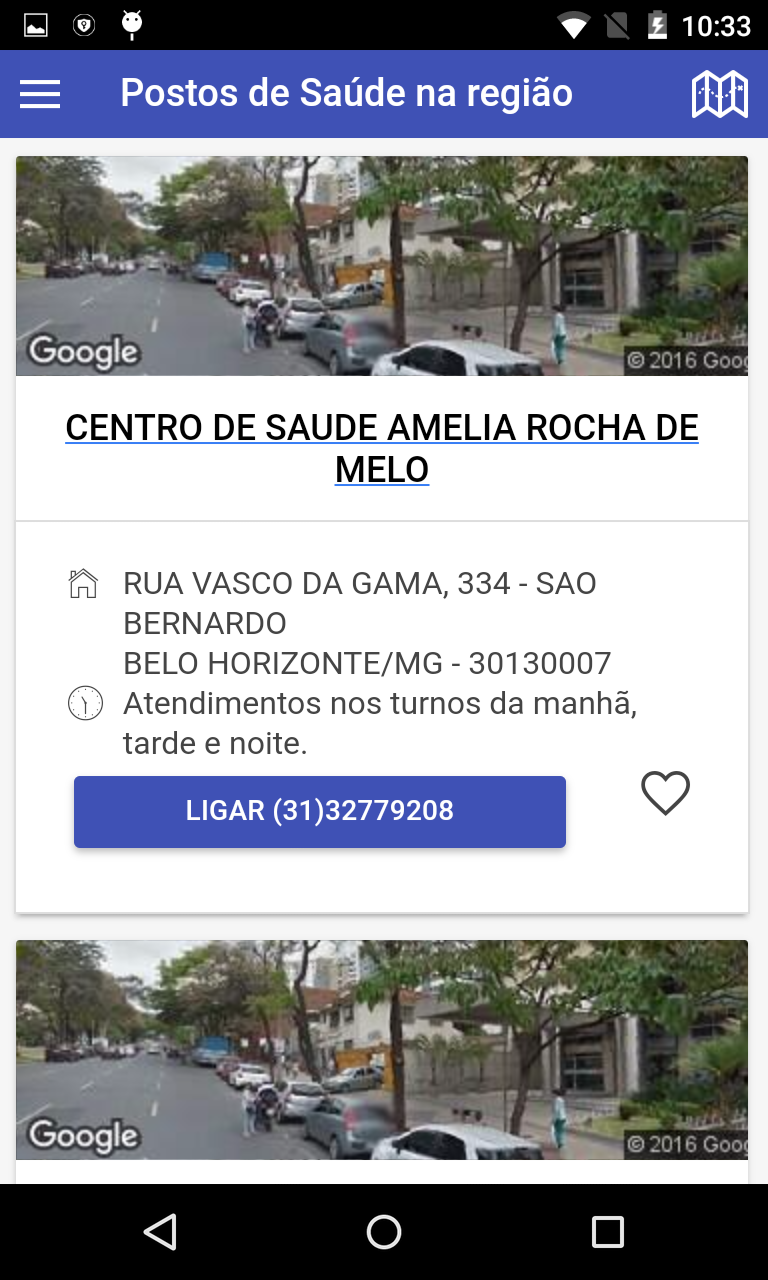 10:33
Postos de Saúde na região
Google
© 2016 Goo
CENTRO DE SAUDE AMELIA ROCHA DE
MELO
RUA VASCO DA GAMA, 334 - SAO
BERNARDO
BELO HORIZONTE/MG - 30130007
Atendimentos nos turnos da manhã,
tarde e noite.
LIGAR (31)32779208
Google
© 2016 Goo